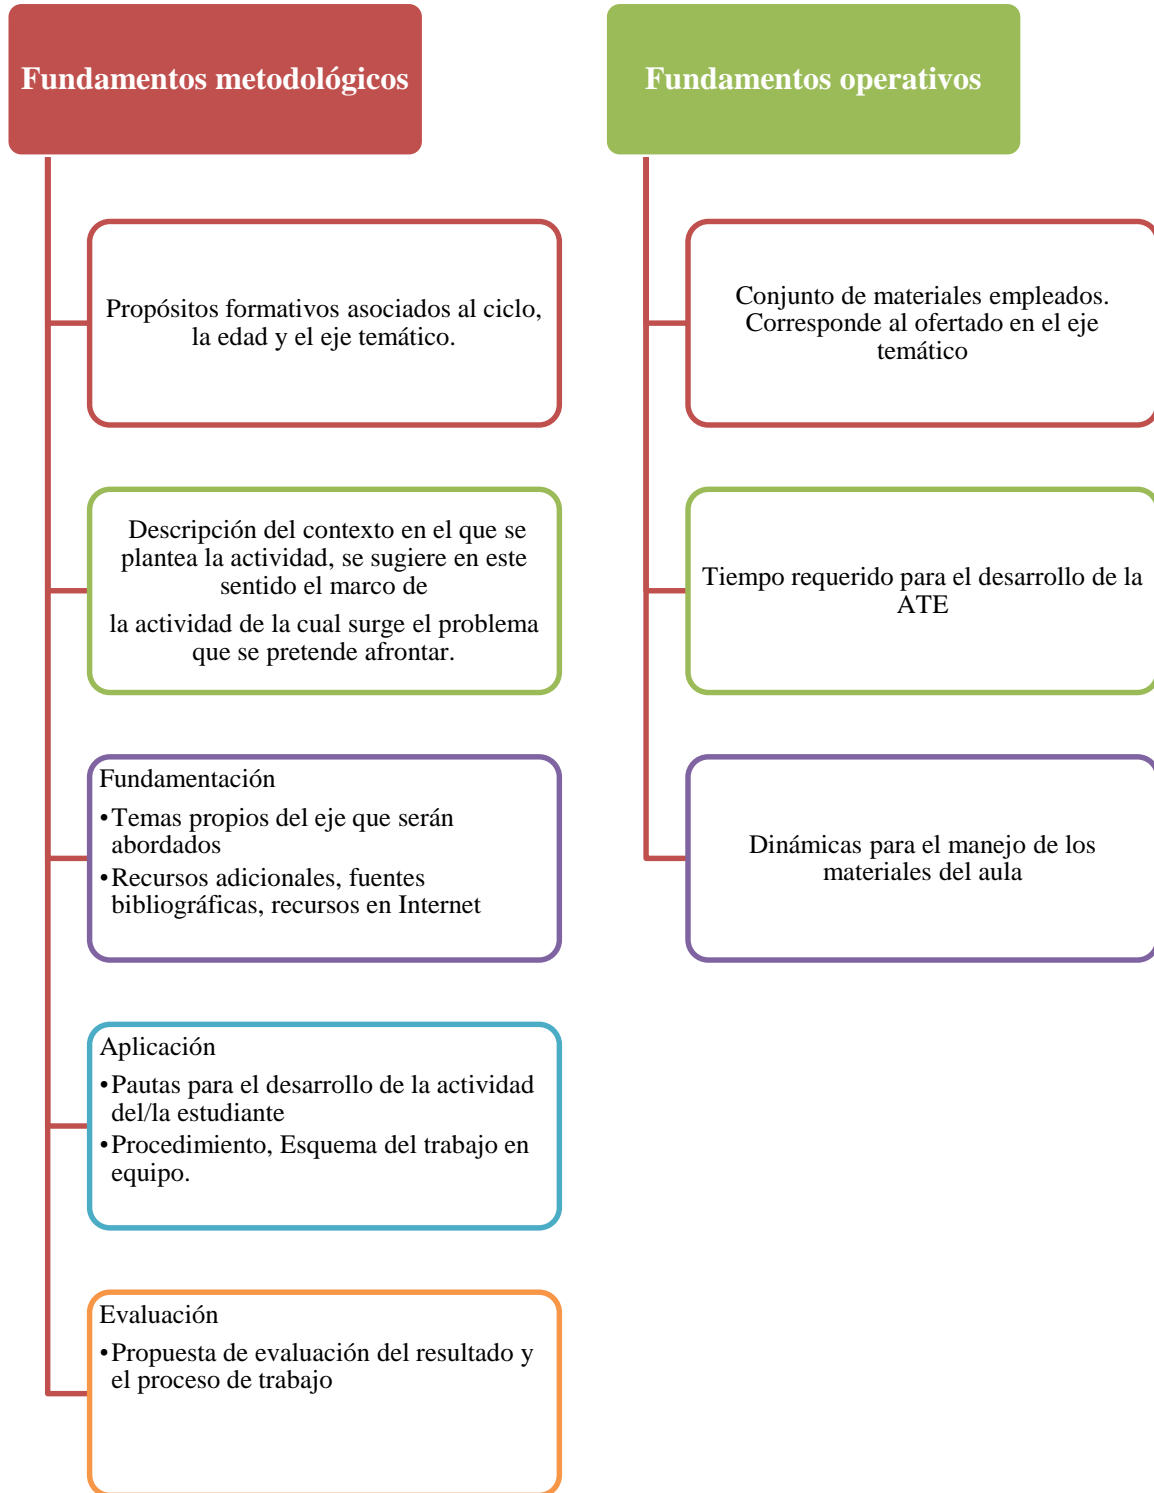 Fundamentos metodológicos
Propósitos formativos asociados al ciclo,
la edad y el eje temático.
Descripción del contexto en el que se
plantea la actividad, se sugiere en este
sentido el marco de
la actividad de la cual surge el problema
que se pretende afrontar.
Fundamentación
•Temas propios del eje que serán
abordados
•Recursos adicionales, fuentes
bibliográficas, recursos en Internet
Aplicación
•Pautas para el desarrollo de la actividad
del/la estudiante
•Procedimiento, Esquema del trabajo en
equipo.
Evaluación
•Propuesta de evaluación del resultado y
el proceso de trabajo
Fundamentos operativos
Conjunto de materiales empleados.
Corresponde al ofertado en el eje
temático
Tiempo requerido para el desarrollo de la
ATE
Dinámicas para el manejo de los
materiales del aula